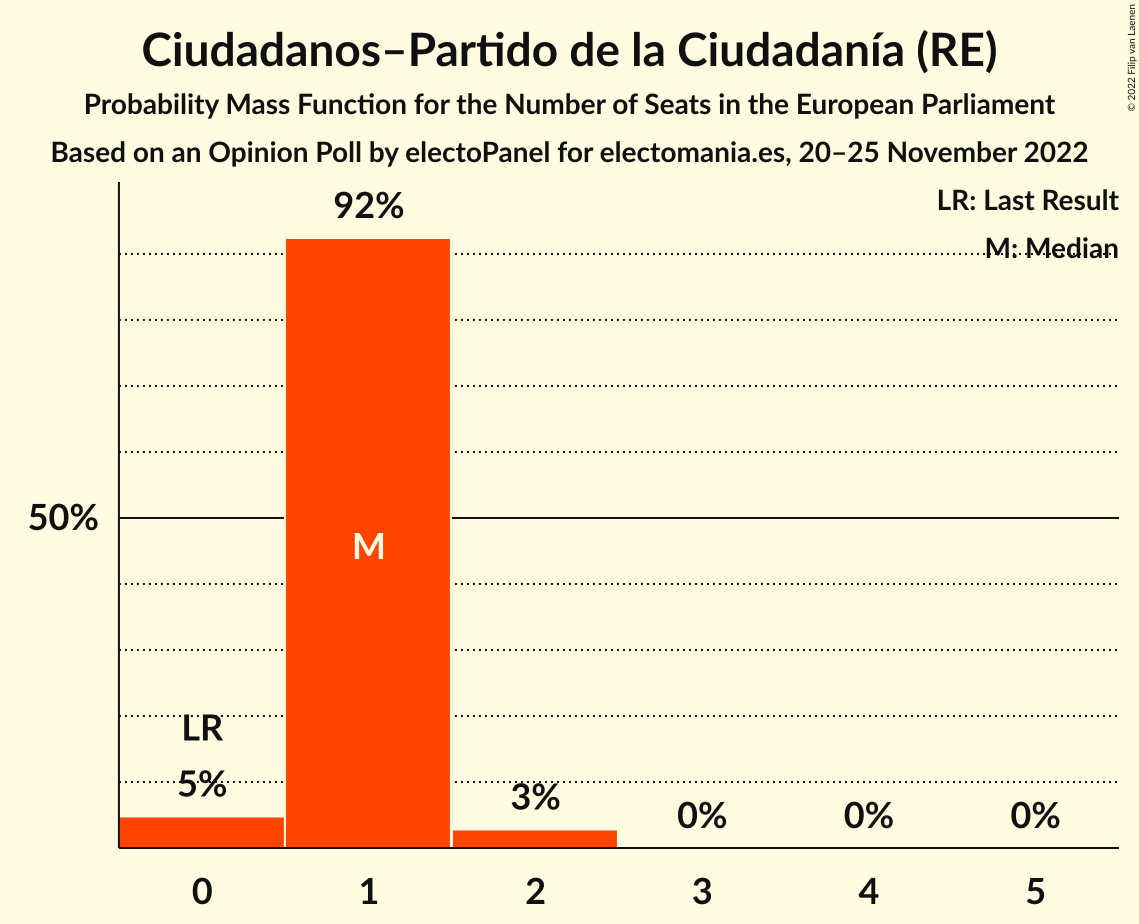 Ciudadanos–Partido de la Ciudadanía (RE)
Probability Mass Function for the Number of Seats in the European Parliament
Based on an Opinion Poll by electoPanel for electomania.es, 20–25 November 2022
© 2022 Filip van Laenen
LR: Last Result
M: Median
92%
50%
M
LR
5%
3%
0%
0%
0%
0
1
2
3
4
5